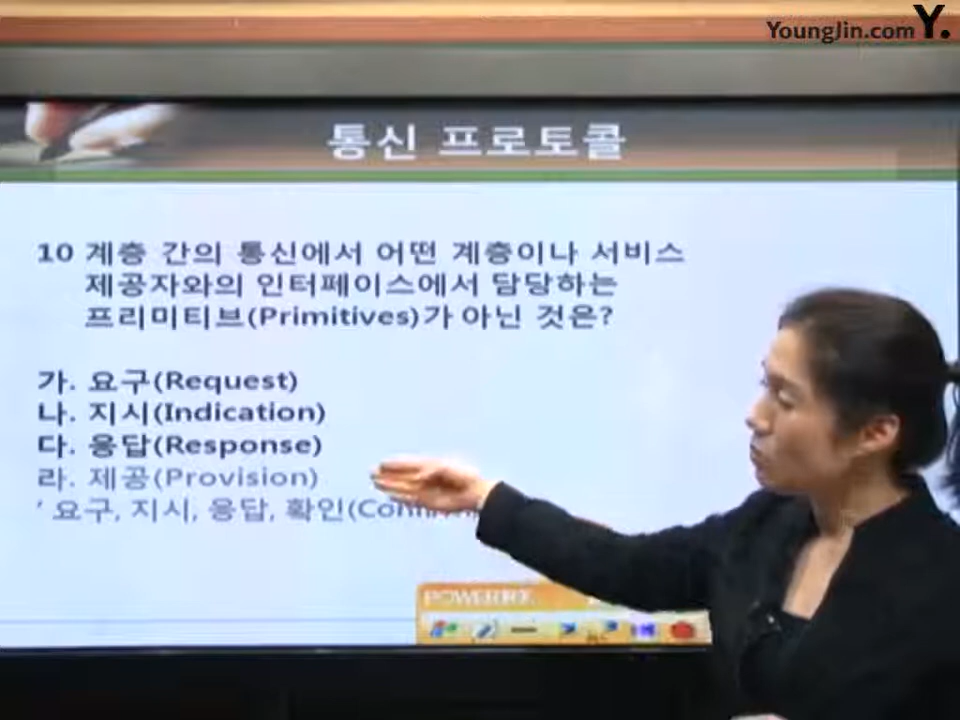 YoungJin.com Y.
통신 프로토콜
10 계층 간의 통신에서 어떤 계층이나 서비스
제공자와의 인터페이스에서 담당하는
프리미티브(Primitives)가 아닌 것은?
가. 요구(Request)
나. 지시(Indication)
다. 응답(Response)
라. 제공(Provision)
' 요구, 지시, 응답, 확인